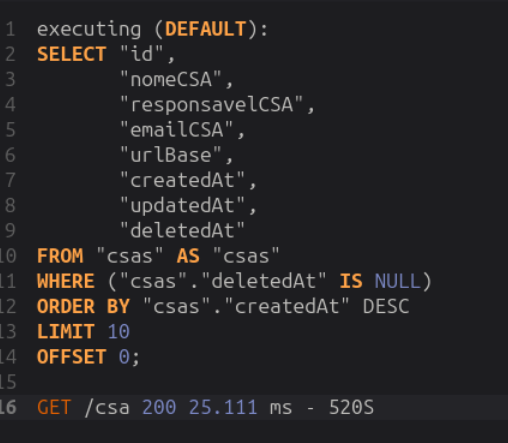 1 executing (DEFAULT):
2 SELECT "id",
3 "nomeCSA",
4 "responsavelCSA",
5 "emailCSA",
6 "urlBase",
7 "createdAt",
8 "updatedAt",
9 "deletedAt"
10 FROM "csas" AS "csas"
11 WHERE ("csas"."deletedAt" IS NULL)
12 ORDER BY "csas"."createdAt" DESC
13 LIMIT 10
14 OFFSET 0;
15
16 GET /csa 200 25.111 ms - 520S